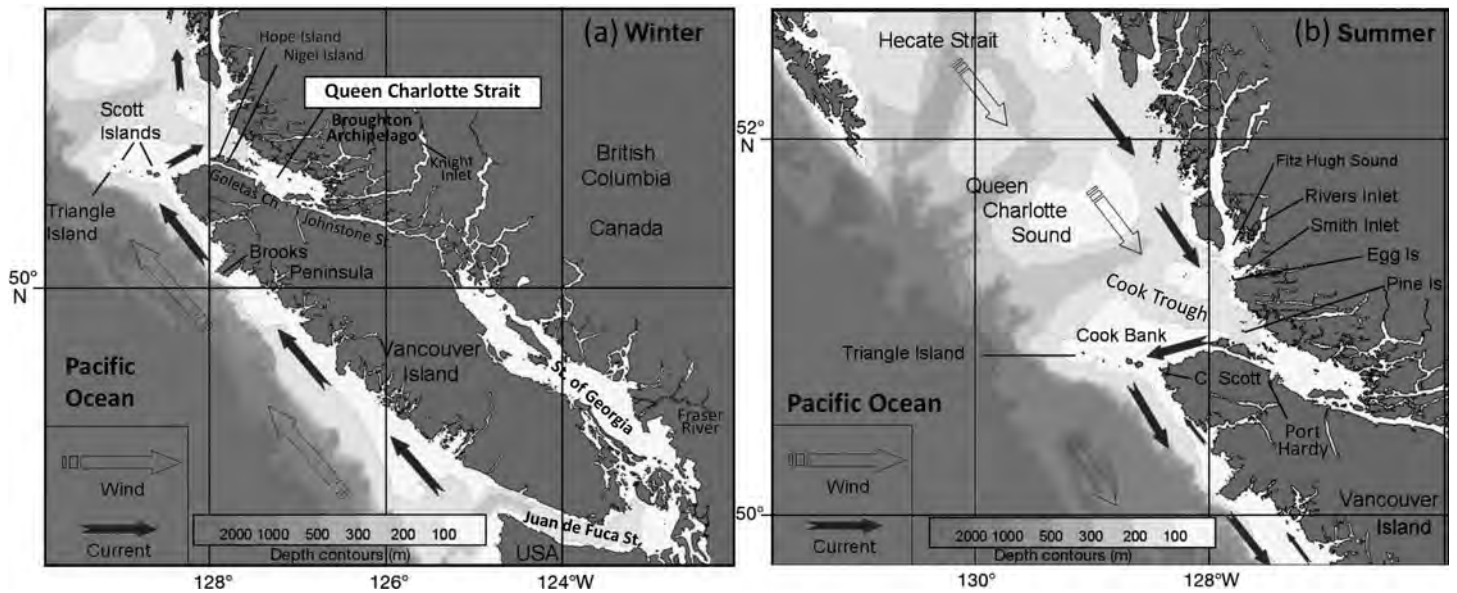 (a) Winter
Hope Island
Nigel Island
Queen Charlotte Strait
Scott
Islands
Broughton
Archipelago
Knight
Inlet
British
Columbia
Canada
Goletas Ch.
Johnstone St.
Triangle
Island
Brooks
Peninsula
50°
N
Vancouver
Island
St. of Georgia
Fraser
River
Pacific
Ocean
Wind
Current
2000 1000 500 300 200 100
Depth contours (m)
Juan de Fuca St.
USA
128°
126°
124°W
(b) Summer
Hecate Strait
52°
N
Fitz Hugh Sound
Queen
Charlotte
Sound
Rivers Inlet
Smith Inlet
Egg Is
Pine Is
Cook Trough
Cook Bank
Triangle Island
C. Scott
Pacific Ocean
Port
Hardy
Wind
Vancouver
Island
50°
N
Current
2000 1000 500 300 200 100
Depth contours (m)
130°
128°W